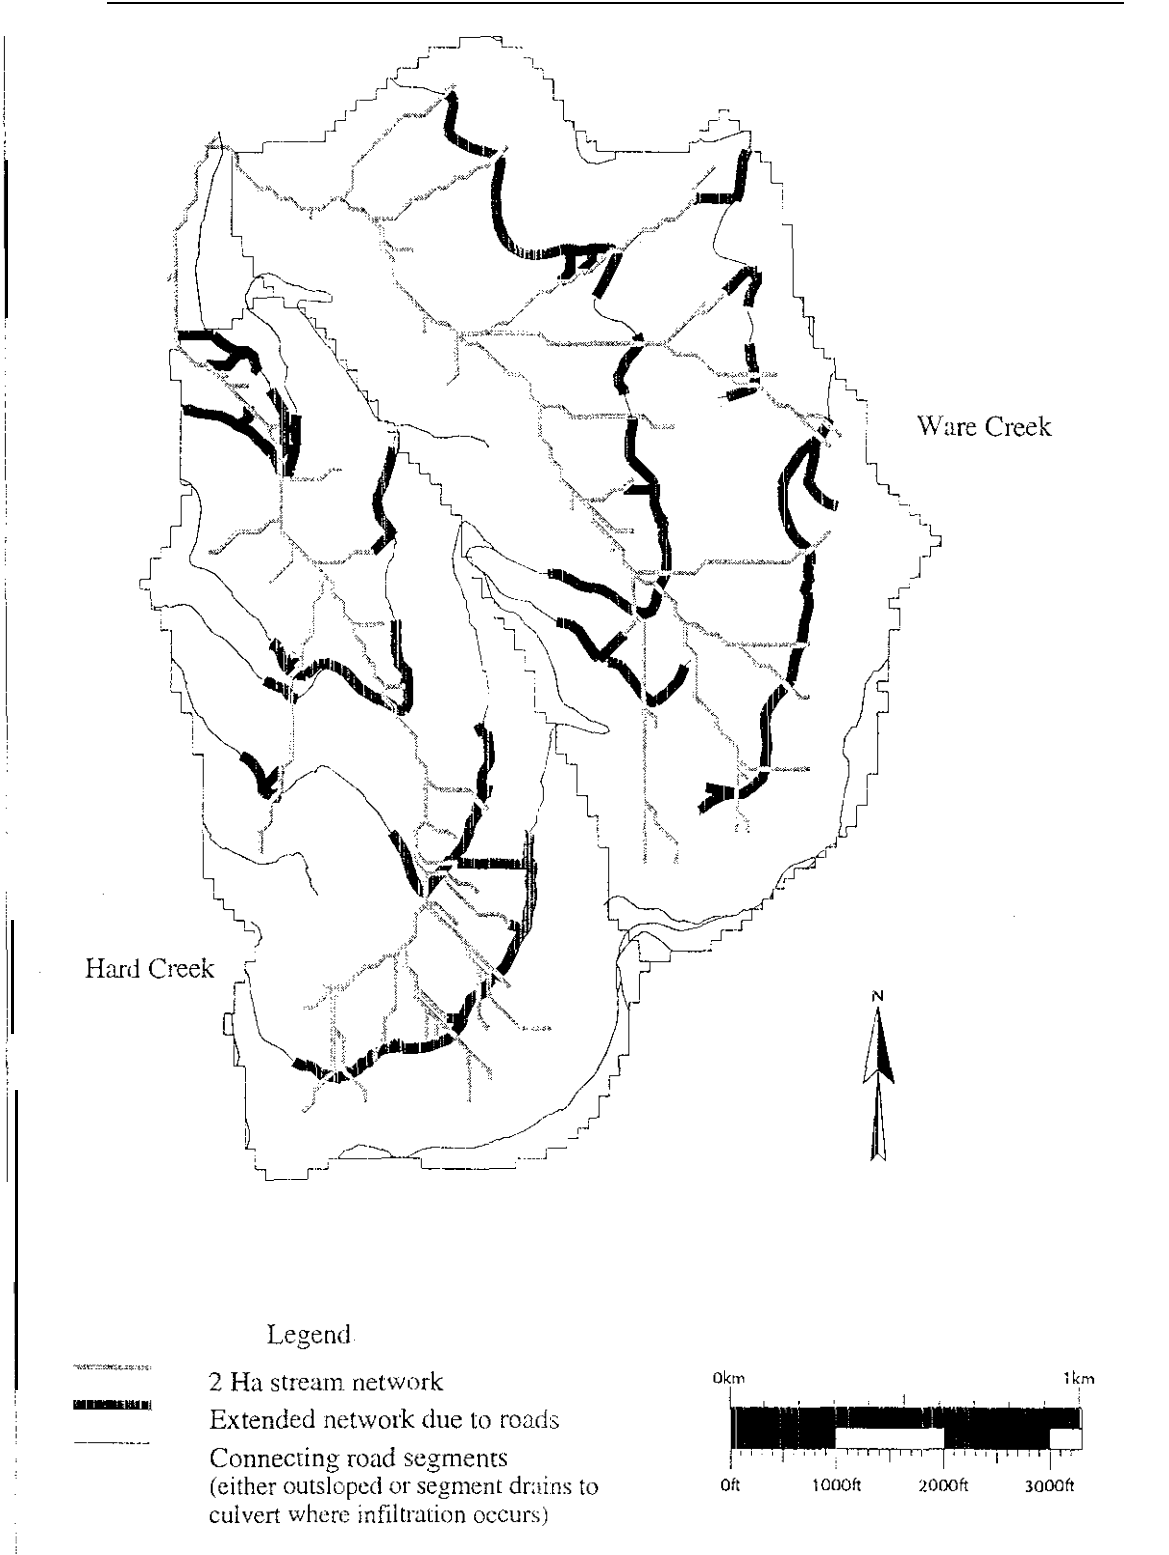 Ware Creek
Hard Creek
N
Legend
2 Ha stream network
Extended network due to roads
Connecting road segments
(either outsloped or segment drains to
culvert where infiltration occurs)
0km 1km
0ft 1000ft 2000ft 3000ft